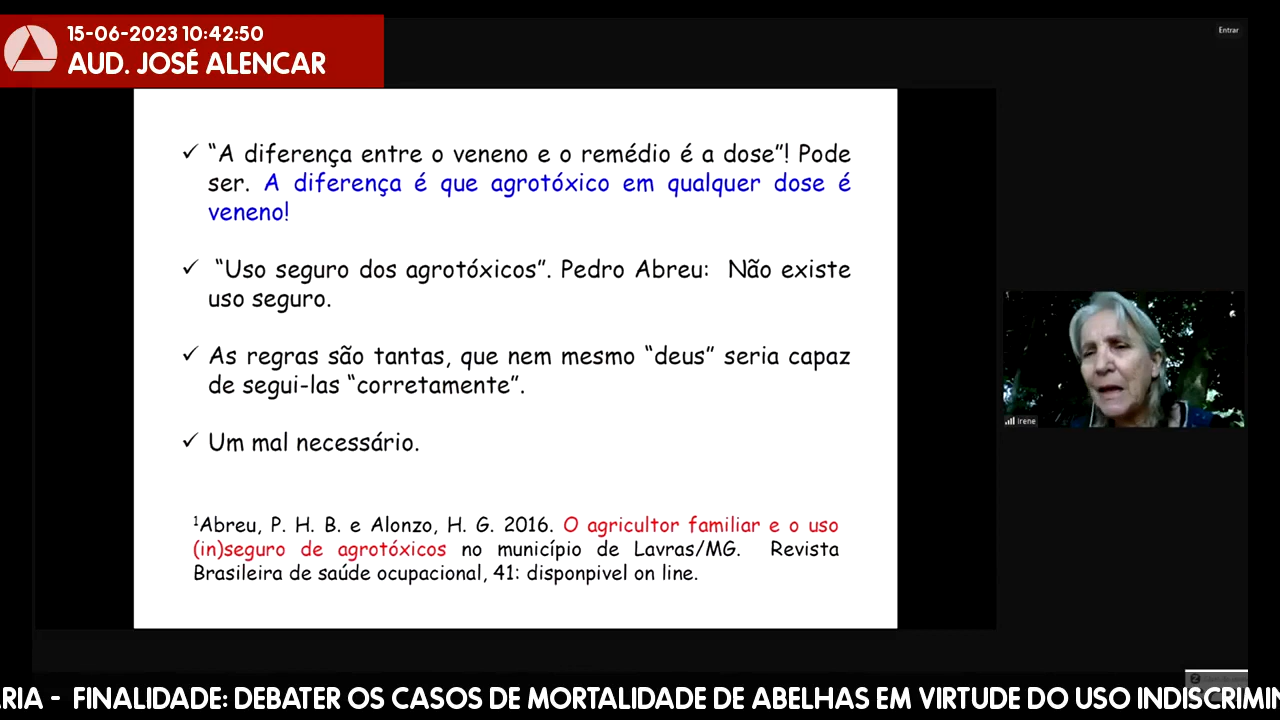 15-06-2023 10:42:50
AUD. JOSÉ ALENCAR
Entrar
✓ “A diferença entre o veneno e o remédio é a dose”! Pode
ser. A diferença é que agrotóxico em qualquer dose é
veneno!
✓ “Uso seguro dos agrotóxicos”. Pedro Abreu: Não existe
uso seguro.
✓ As regras são tantas, que nem mesmo “deus” seria capaz
de segui-las “corretamente”.
✓ Um mal necessário.
¹Abreu, P. H. B. e Alonzo, H. G. 2016. O agricultor familiar e o uso
(in)seguro de agrotóxicos no município de Lavras/MG. Revista
Brasileira de saúde ocupacional, 41: disponpivel on line.
Irene
ERIA - FINALIDADE: DEBATER OS CASOS DE MORTALIDADE DE ABELHAS EM VIRTUDE DO USO INDISCRIMIN